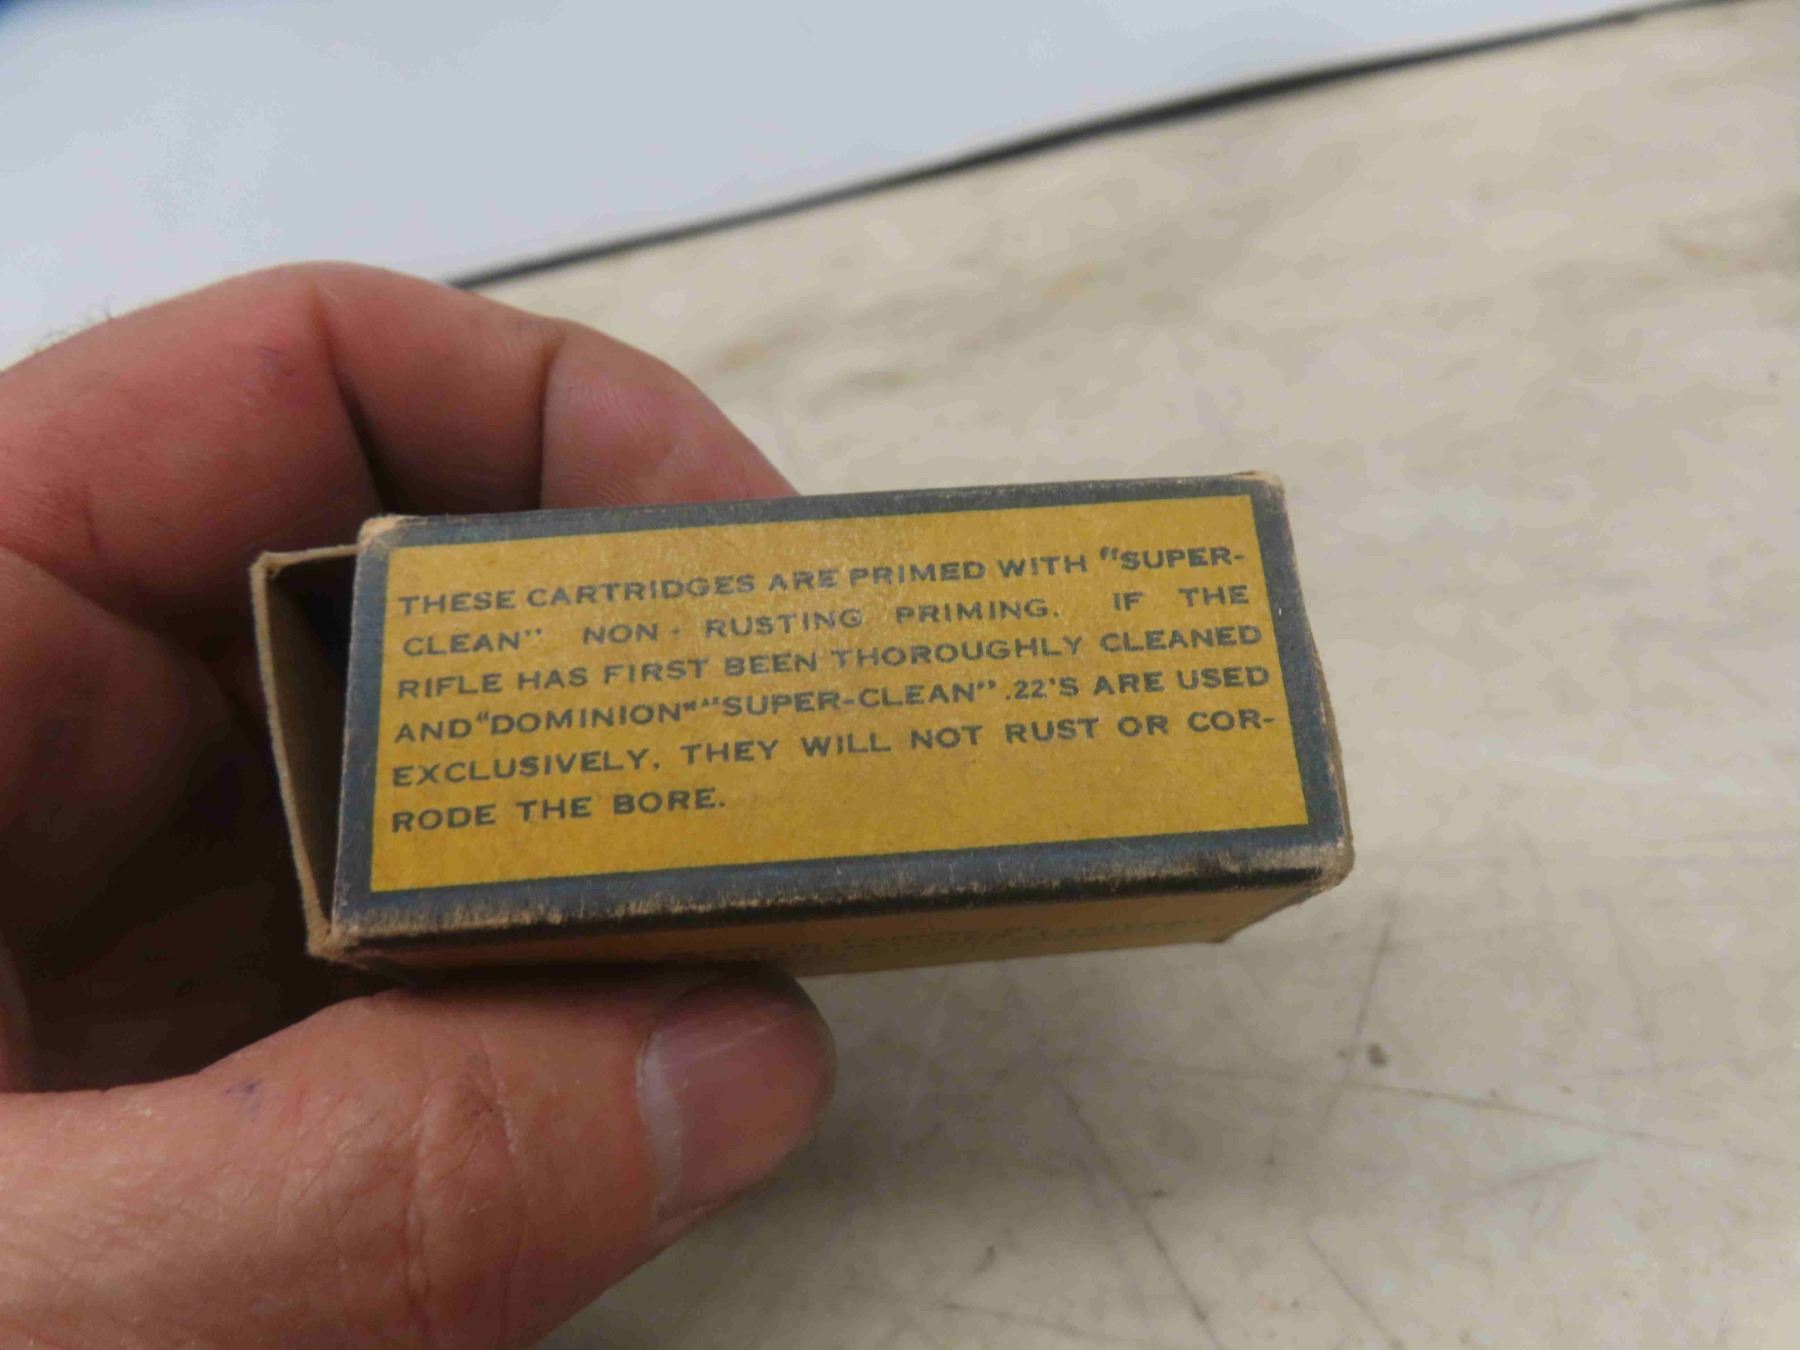 THESE CARTRIDGES ARE PRIMED WITH "SUPER-
CLEAN" NON - RUSTING PRIMING. IF THE
RIFLE HAS FIRST BEEN THOROUGHLY CLEANED
AND "DOMINION" "SUPER-CLEAN" .22'S ARE USED
EXCLUSIVELY, THEY WILL NOT RUST OR COR-
RODE THE BORE.